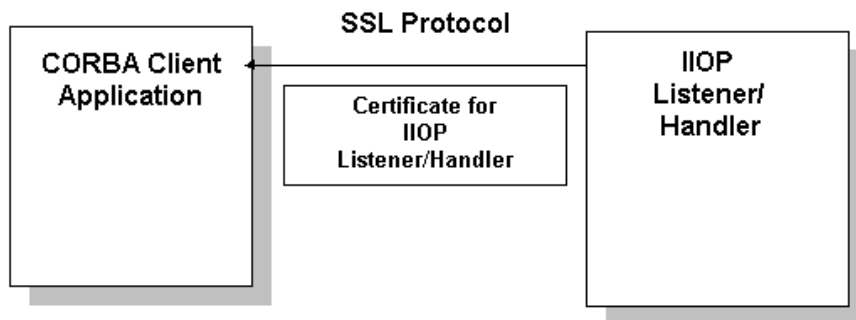 SSL Protocol
CORBA Client
Application
Certificate for
IIOP
Listener/Handler
IIOP
Listener/
Handler